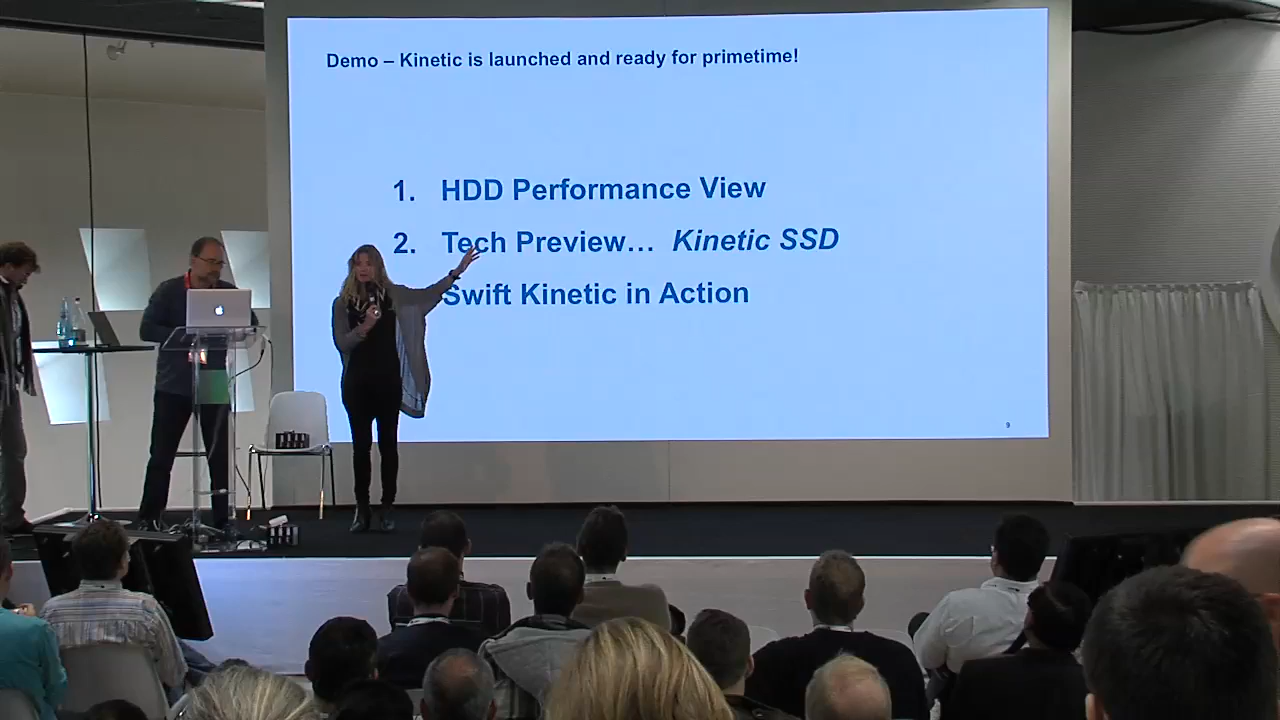 Demo – Kinetic is launched and ready for primetime!
1. HDD Performance View
2. Tech Preview… Kinetic SSD
Swift Kinetic in Action
9